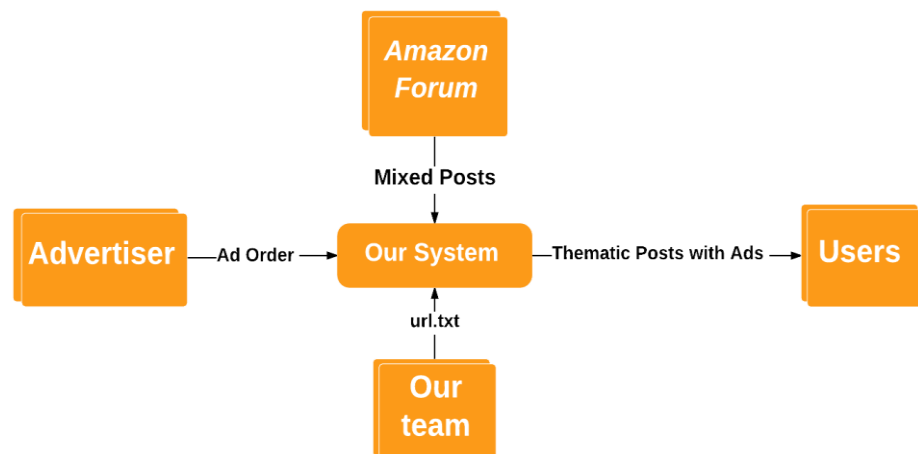 Amazon
Forum
Mixed Posts
Advertiser
Ad Order
Our System
Thematic Posts with Ads
Users
url.txt
Our
team